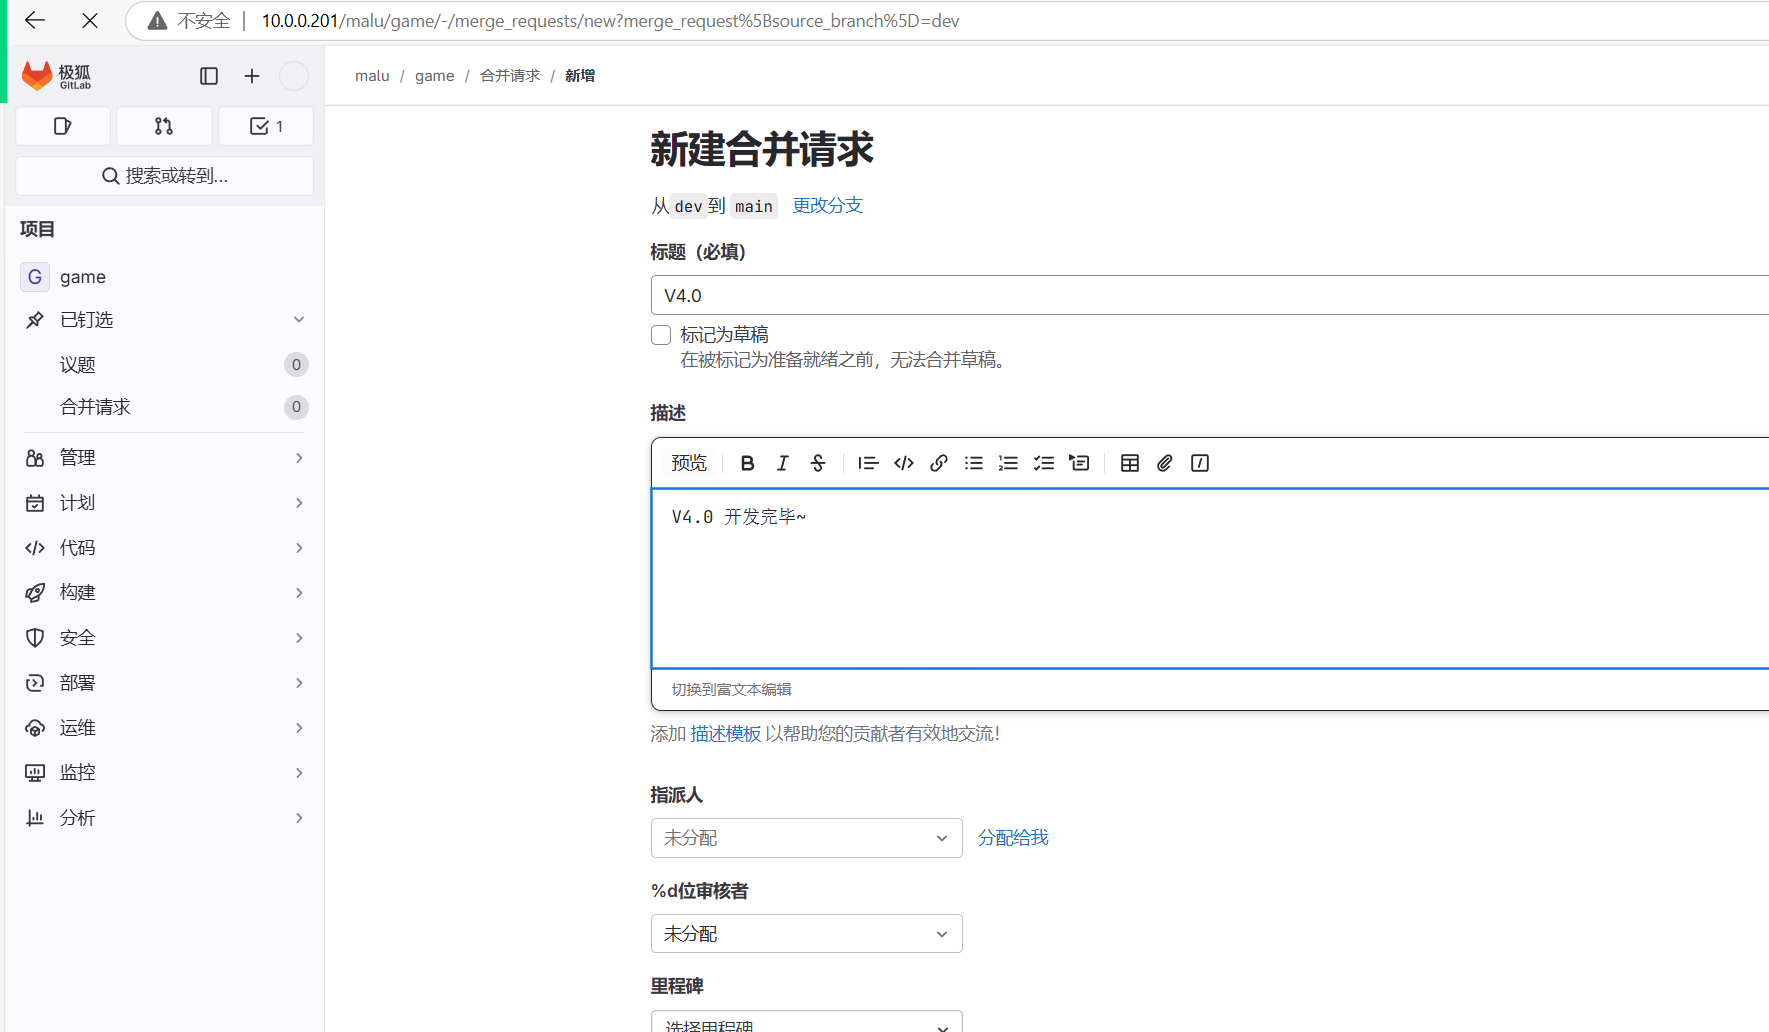 不安全 10.0.0.201/malu/game/-/merge_requests/new?merge_request%5Bsource_branch%5D=dev
极狐
GitLab
1
搜索或转到...
项目
G game
已钉选
议题 0
合并请求 0
管理
计划
代码
构建
安全
部署
运维
监控
分析
malu / game / 合并请求 / 新增
新建合并请求
从 dev 到 main 更改分支
标题（必填）
V4.0
标记为草稿
在被标记为准备就绪之前，无法合并草稿。
描述
预览
V4.0 开发完毕~
切换到富文本编辑
添加 描述模板 以帮助您的贡献者有效地交流！
指派人
未分配 分配给我
%d位审核者
未分配
里程碑
选择里程碑